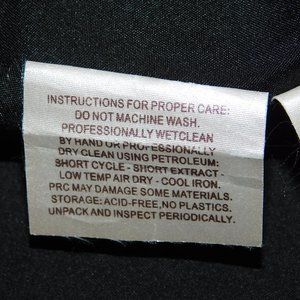 INSTRUCTIONS FOR PROPER CARE:
DO NOT MACHINE WASH.
PROFESSIONALLY WETCLEAN
BY HAND OR PROFESSIONALLY
DRY CLEAN USING PETROLEUM:
SHORT CYCLE - SHORT EXTRACT -
LOW TEMP AIR DRY - COOL IRON.
PRC MAY DAMAGE SOME MATERIALS.
STORAGE: ACID-FREE, NO PLASTICS.
UNPACK AND INSPECT PERIODICALLY.